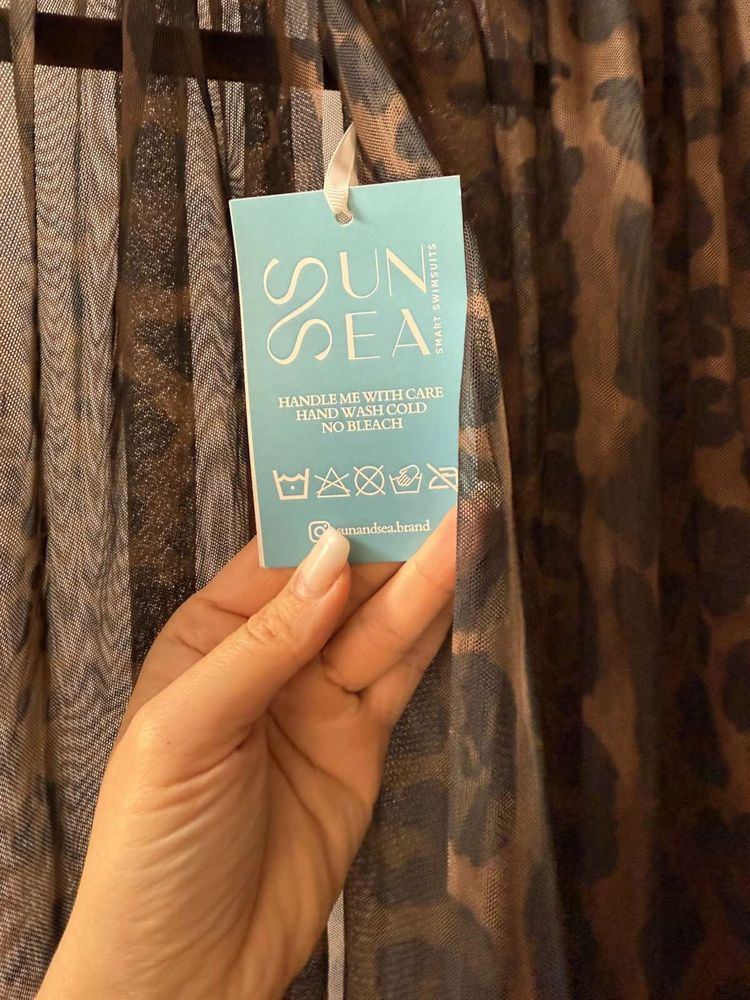 SUN
SEA
SMART SWIMSUITS
HANDLE ME WITH CARE
HAND WASH COLD
NO BLEACH
sunandsea.brand